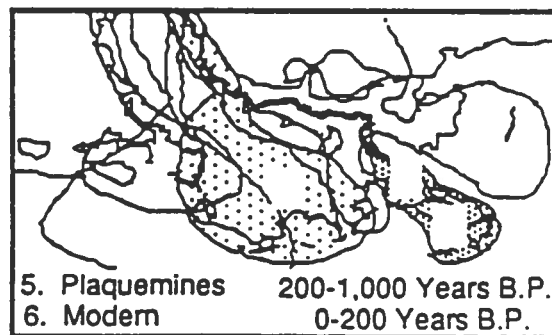 5. Plaquemines 200-1,000 Years B.P.
6. Modern 0-200 Years B.P.